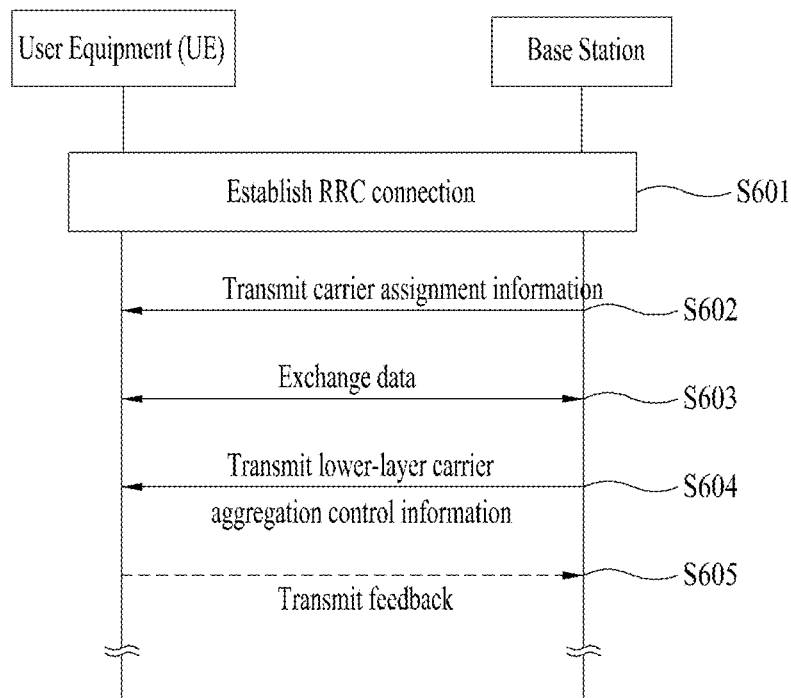 User Equipment (UE)
Base Station
Establish RRC connection
S601
Transmit carrier assignment information
S602
Exchange data
S603
Transmit lower-layer carrier
aggregation control information
S604
S605
Transmit feedback